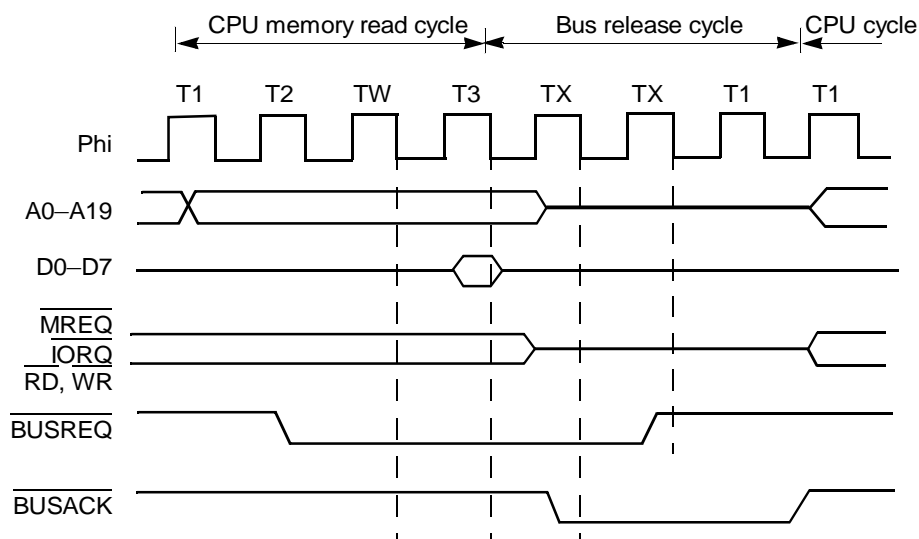 CPU memory read cycle Bus release cycle CPU cycle
T1 T2 TW T3 TX TX T1 T1
Phi
A0–A19
D0–D7
MREQ
IORQ
RD, WR
BUSREQ
BUSACK